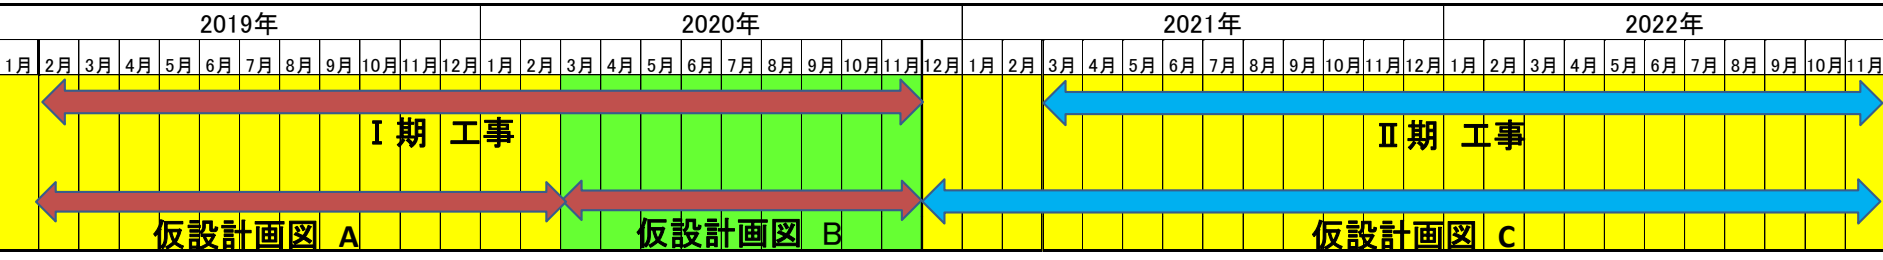 2019年 2020年 2021年 2022年
1月 2月 3月 4月 5月 6月 7月 8月 9月 10月 11月 12月 1月 2月 3月 4月 5月 6月 7月 8月 9月 10月 11月 12月 1月 2月 3月 4月 5月 6月 7月 8月 9月 10月 11月 12月 1月 2月 3月 4月 5月 6月 7月 8月 9月 10月 11月
Ⅰ期 工事 Ⅱ期 工事
仮設計画図 A 仮設計画図 B 仮設計画図 C